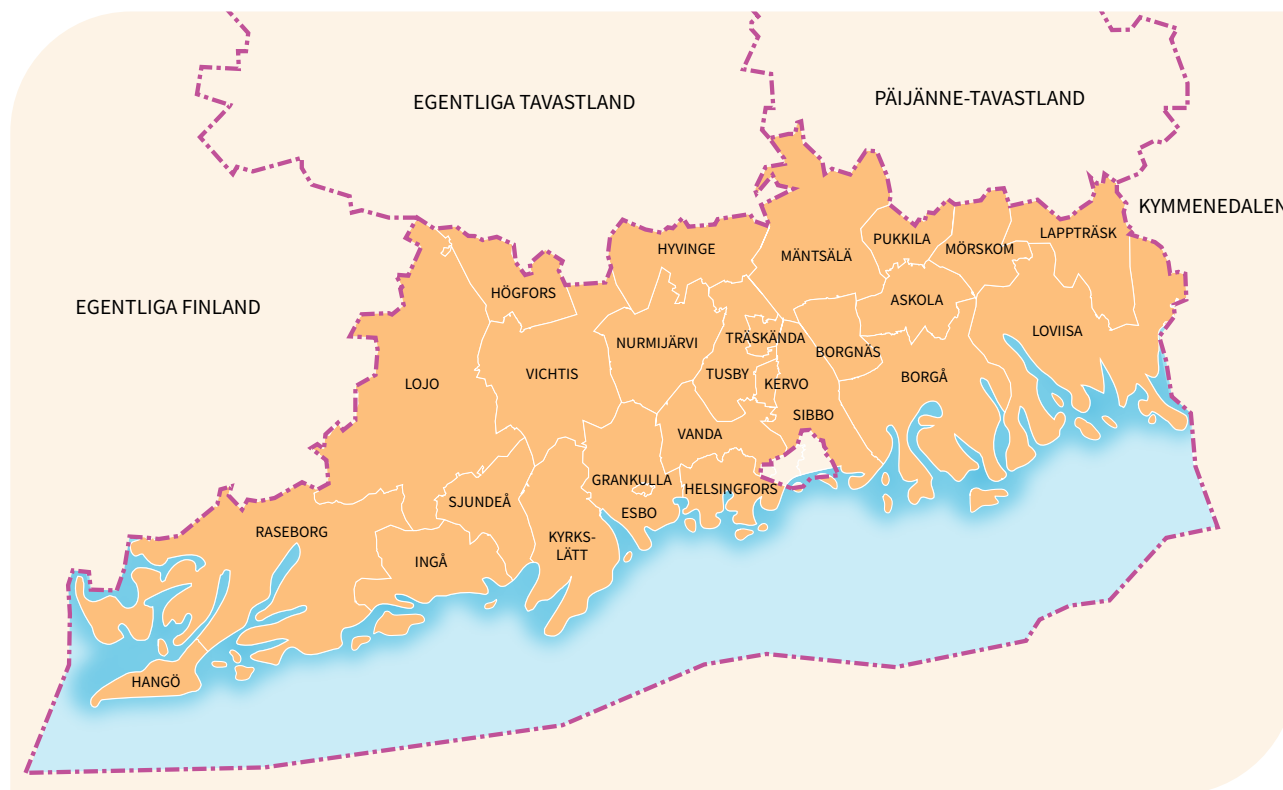 EGENTLIGA TAVASTLAND
PÄIJÄNNE-TAVASTLAND
KYMMENEDALEN
EGENTLIGA FINLAND
HYVINGE
MÄNTSÄLÄ
PUKKILA
MÖRSKOM
LAPPTRÄSK
HÖGFORS
ASKOLA
LOVIISA
NURMIJÄRVI
TRÄSKÄNDA
BORGNÄS
LOJO
VICHTIS
TUSBY
KERVO
BORGÅ
SIBBO
VANDA
GRANKULLA
HELSINGFORS
SJUNDEÅ
ESBO
RASEBORG
KYRKS-
LÄTT
INGÅ
HANGÖ